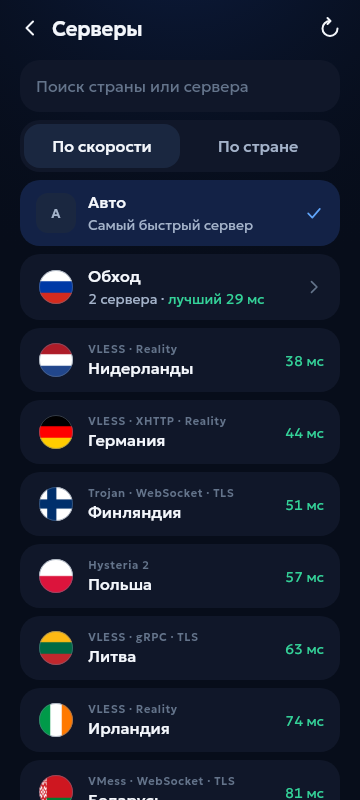 Серверы
Поиск страны или сервера
По скорости
По стране
А
Авто
Самый быстрый сервер
Обход
2 сервера · лучший 29 мс
VLESS · Reality
Нидерланды
38 мс
VLESS · XHTTP · Reality
Германия
44 мс
Trojan · WebSocket · TLS
Финляндия
51 мс
Hysteria 2
Польша
57 мс
VLESS · gRPC · TLS
Литва
63 мс
VLESS · Reality
Ирландия
74 мс
VMess · WebSocket · TLS
Беларусь
81 мс